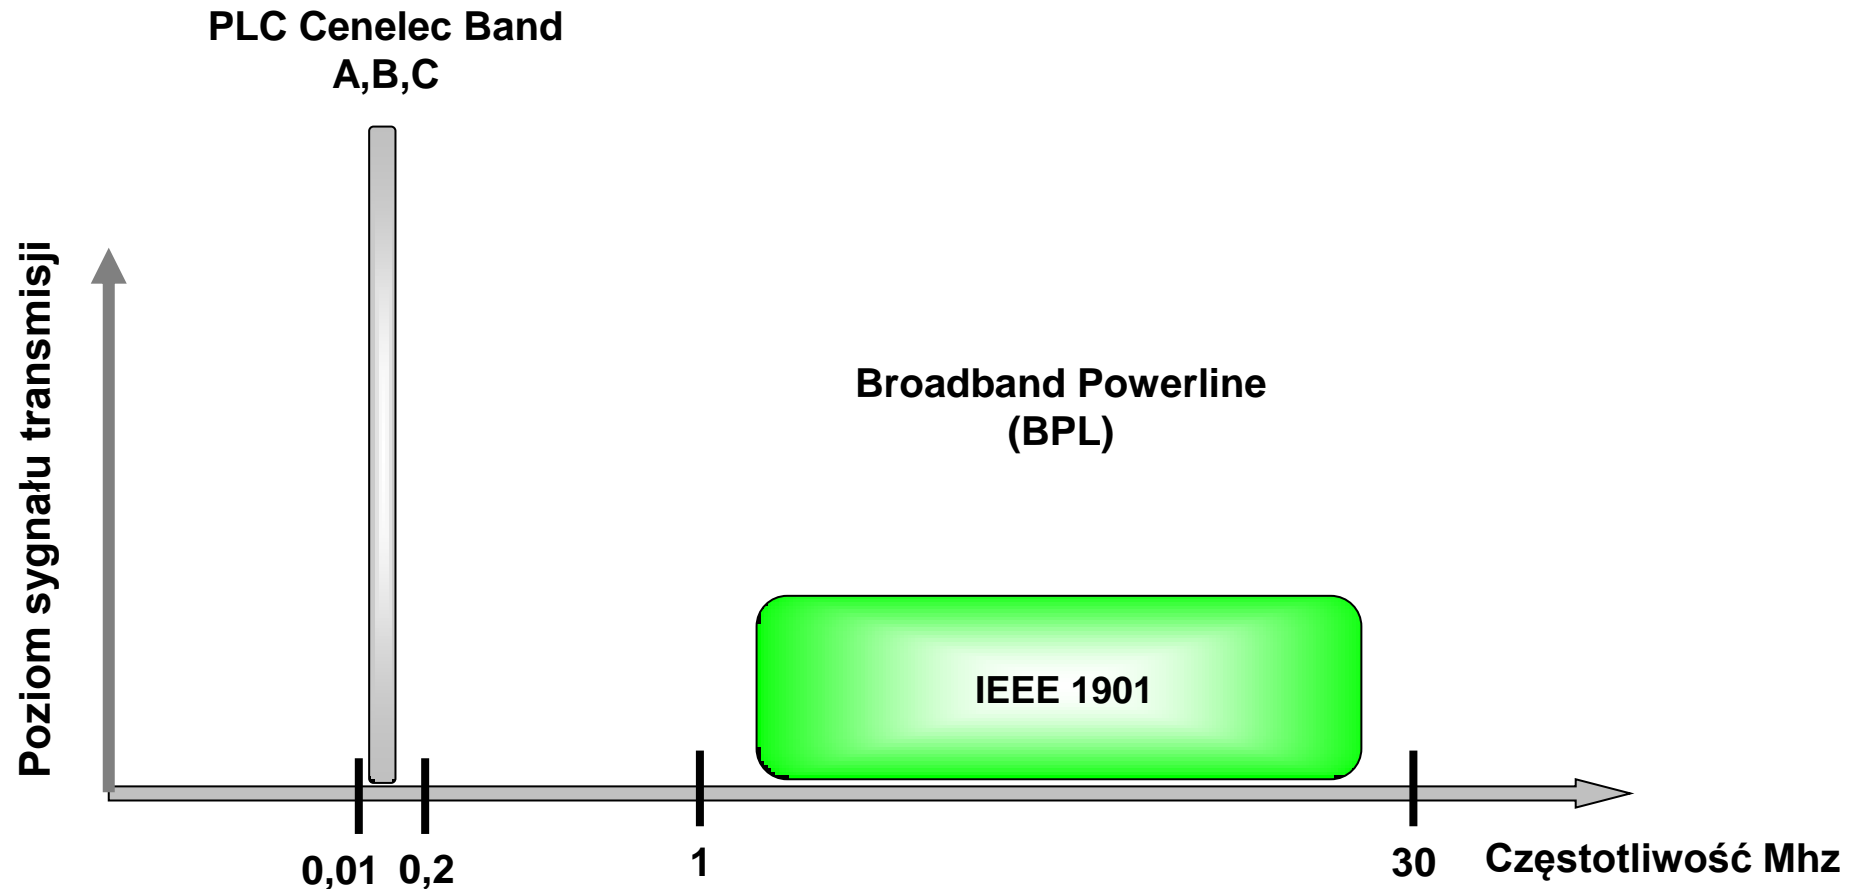 PLC Cenelec Band
A,B,C
Poziom sygnału transmisji
Broadband Powerline
(BPL)
IEEE 1901
0,01
0,2
1
30
Częstotliwość Mhz